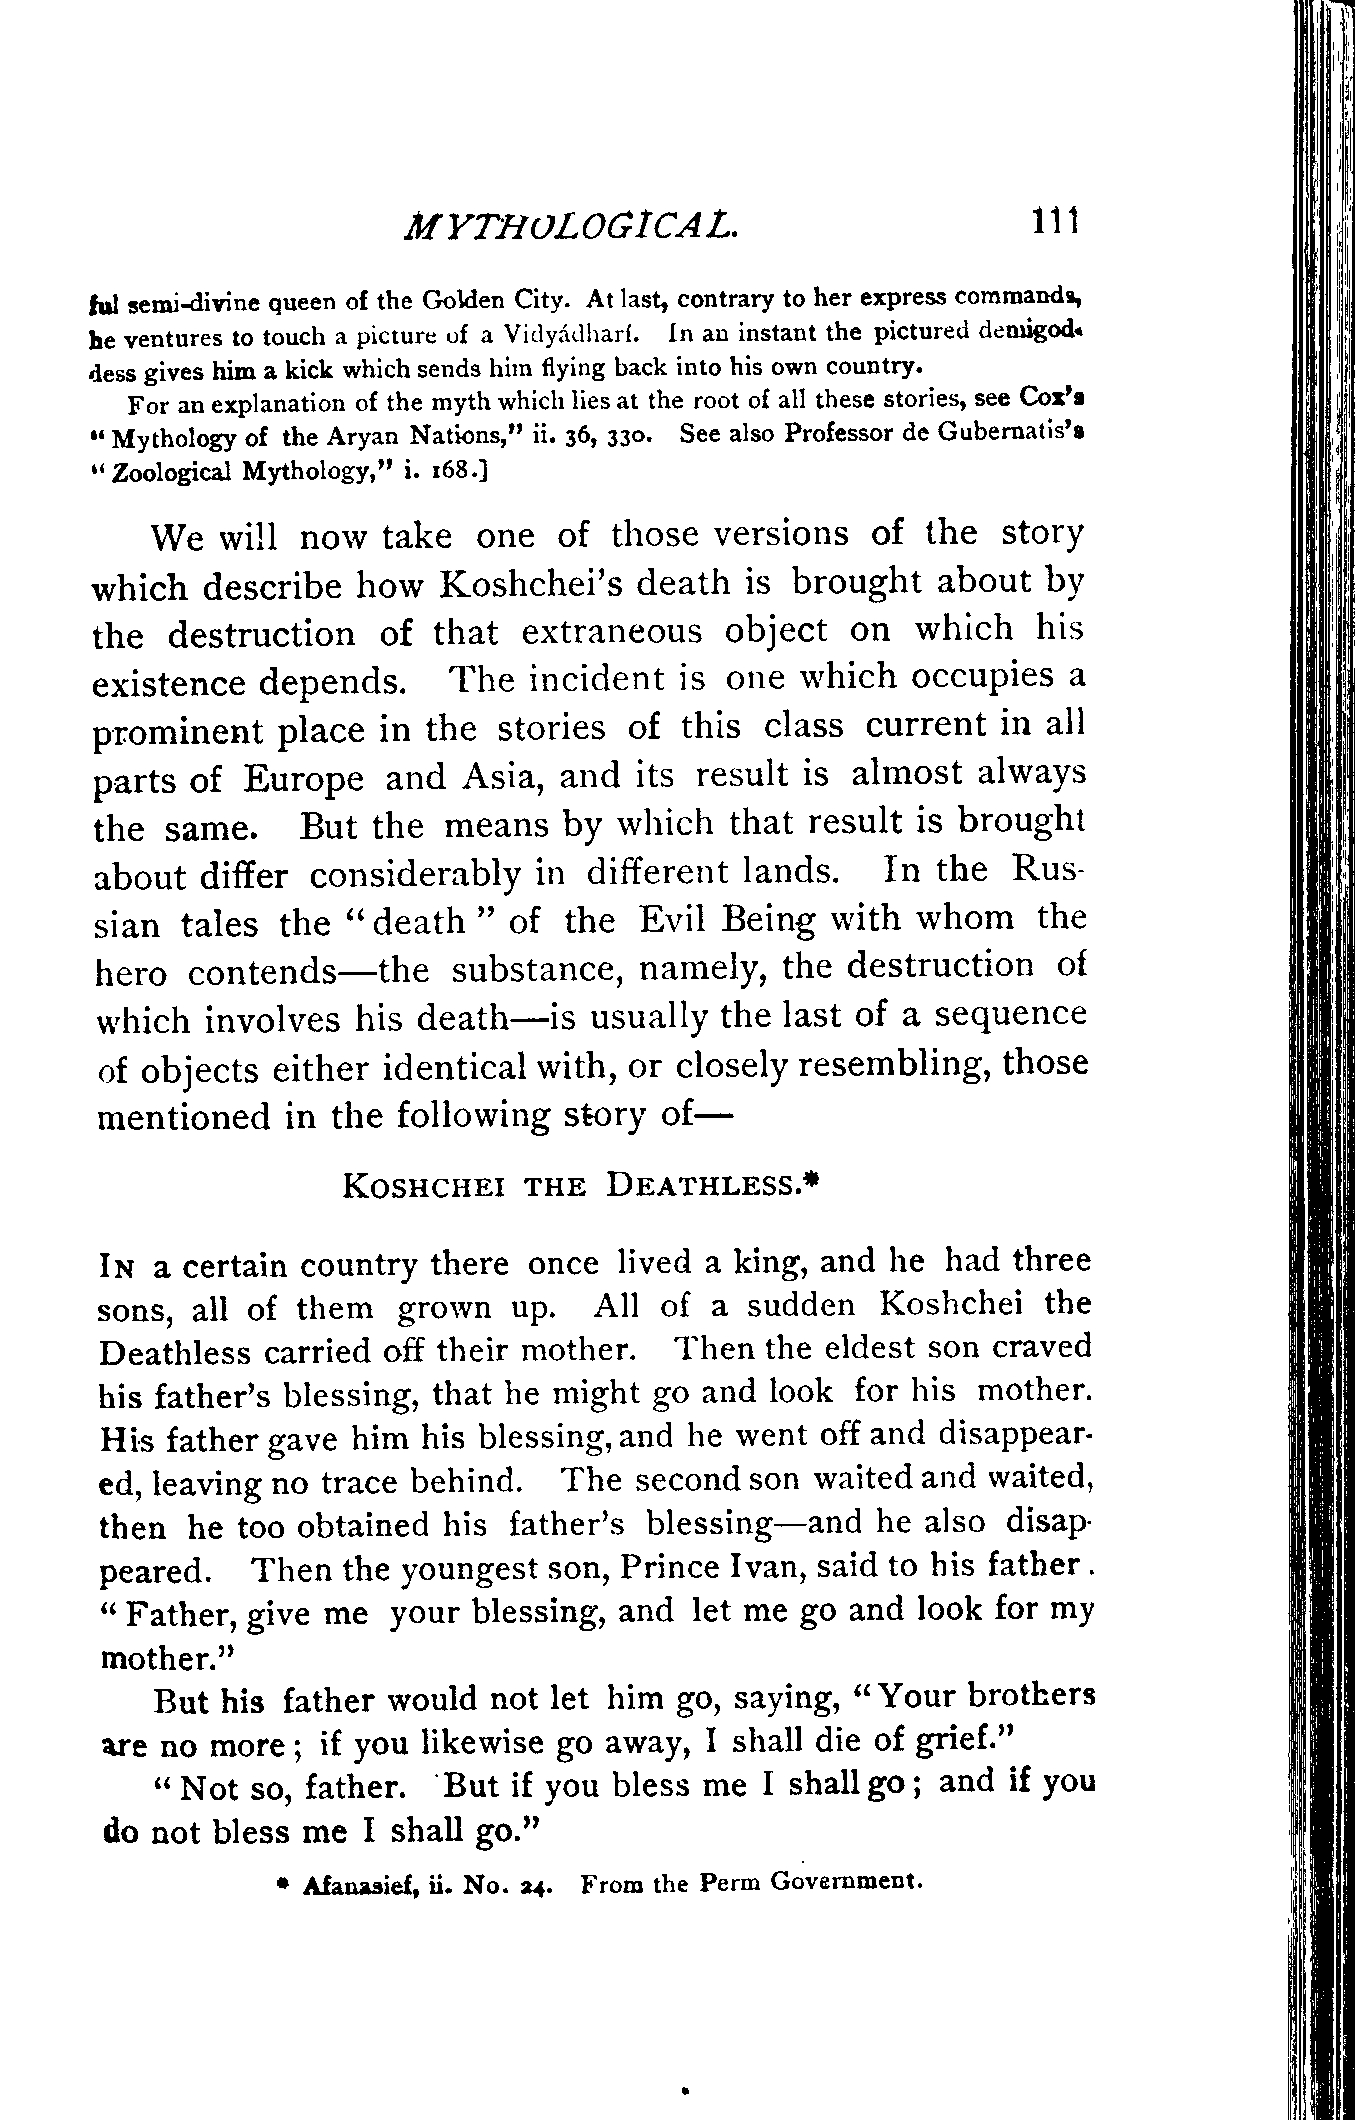 MYTHOLOGICAL. 111
ful semi-divine queen of the Golden City. At last, contrary to her express commands,
he ventures to touch a picture of a Vidyádharí. In an instant the pictured demigod-
dess gives him a kick which sends him flying back into his own country.
For an explanation of the myth which lies at the root of all these stories, see Cox's
"Mythology of the Aryan Nations," ii. 36, 330. See also Professor de Gubernatis's
"Zoological Mythology," i. 168.]
We will now take one of those versions of the story
which describe how Koshchei's death is brought about by
the destruction of that extraneous object on which his
existence depends. The incident is one which occupies a
prominent place in the stories of this class current in all
parts of Europe and Asia, and its result is almost always
the same. But the means by which that result is brought
about differ considerably in different lands. In the Rus-
sian tales the "death" of the Evil Being with whom the
hero contends—the substance, namely, the destruction of
which involves his death—is usually the last of a sequence
of objects either identical with, or closely resembling, those
mentioned in the following story of—
KOSHCHEI THE DEATHLESS.*
IN a certain country there once lived a king, and he had three
sons, all of them grown up. All of a sudden Koshchei the
Deathless carried off their mother. Then the eldest son craved
his father's blessing, that he might go and look for his mother.
His father gave him his blessing, and he went off and disappear-
ed, leaving no trace behind. The second son waited and waited,
then he too obtained his father's blessing—and he also disap-
peared. Then the youngest son, Prince Ivan, said to his father.
"Father, give me your blessing, and let me go and look for my
mother."
But his father would not let him go, saying, "Your brothers
are no more; if you likewise go away, I shall die of grief."
"Not so, father. But if you bless me I shall go; and if you
do not bless me I shall go."
* Afanasief, ii. No. 24. From the Perm Government.